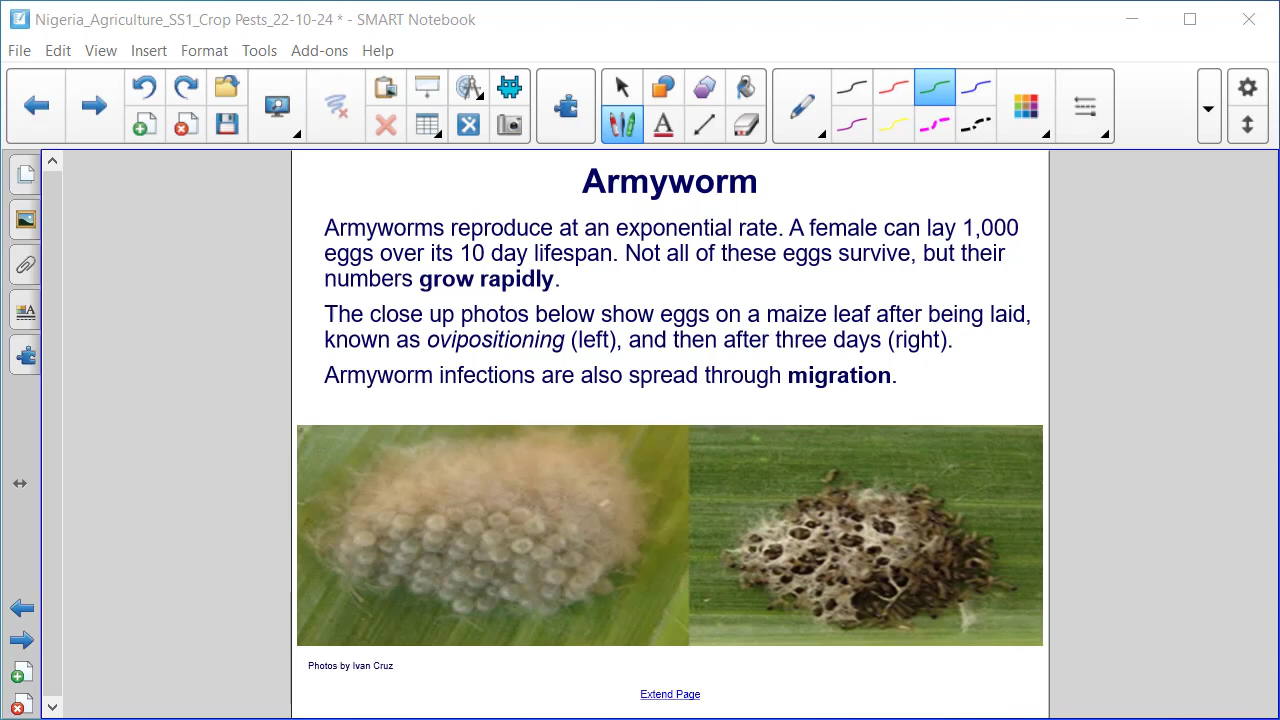 Nigeria_Agriculture_SS1_Crop Pests_22-10-24 * - SMART Notebook
File Edit View Insert Format Tools Add-ons Help
Armyworm
Armyworms reproduce at an exponential rate. A female can lay 1,000
eggs over its 10 day lifespan. Not all of these eggs survive, but their
numbers grow rapidly.
The close up photos below show eggs on a maize leaf after being laid,
known as ovipositioning (left), and then after three days (right).
Armyworm infections are also spread through migration.
Photos by Ivan Cruz
Extend Page